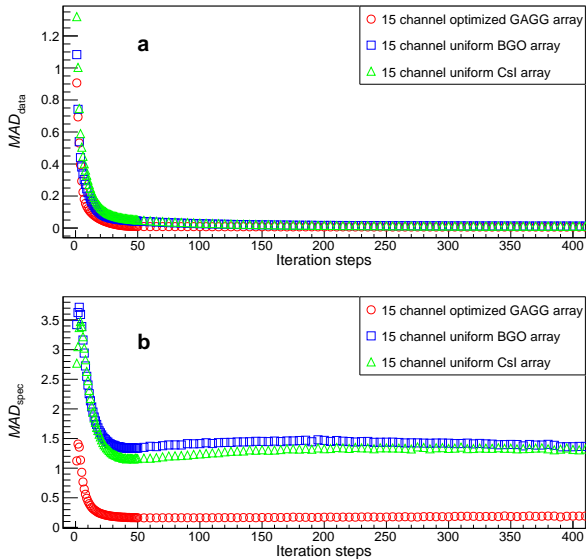 a
15 channel optimized GAGG array
15 channel uniform BGO array
15 channel uniform CsI array
MAD_data
1.2
1
0.8
0.6
0.4
0.2
0
0 50 100 150 200 250 300 350 400
Iteration steps
b
15 channel optimized GAGG array
15 channel uniform BGO array
15 channel uniform CsI array
MAD_spec
3.5
3
2.5
2
1.5
1
0.5
0
0 50 100 150 200 250 300 350 400
Iteration steps